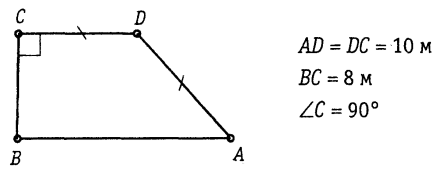 C
D
AD = DC = 10 м
BC = 8 м
∠C = 90°
B
A